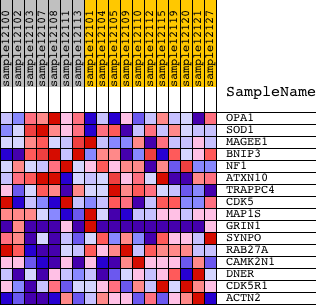 sample12100
sample12102
sample12103
sample12107
sample12108
sample12111
sample12113
sample12101
sample12104
sample12105
sample12109
sample12110
sample12112
sample12115
sample12119
sample12120
sample12121
sample12127
SampleName
OPA1
SOD1
MAGEE1
BNIP3
NF1
ATXN10
TRAPPC4
CDK5
MAP1S
GRIN1
SYNPO
RAB27A
CAMK2N1
DNER
CDK5R1
ACTN2